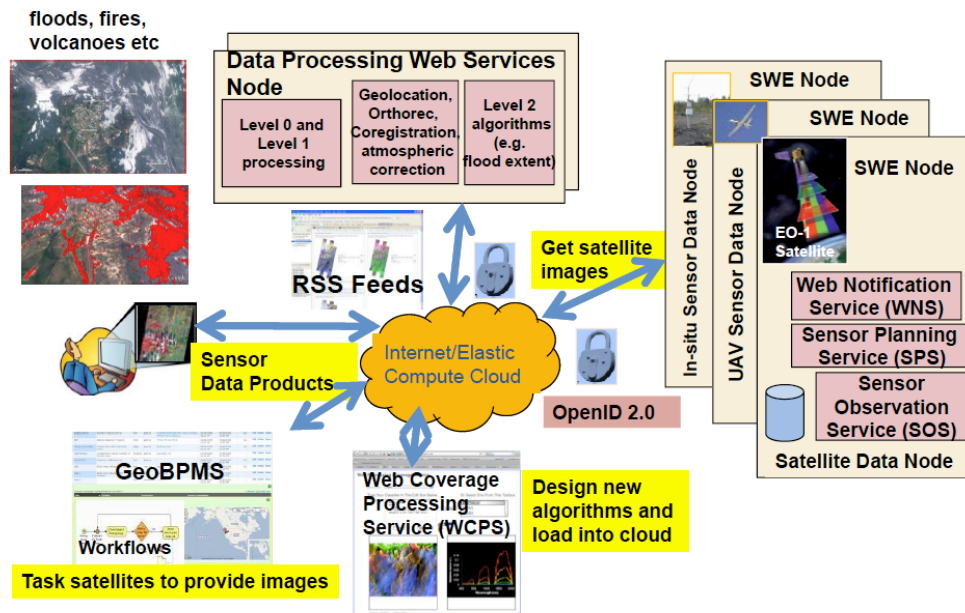 floods, fires,
volcanoes etc
Data Processing Web Services
Node
Level 0 and
Level 1
processing
Geolocation,
Orthorec,
Coregistration,
atmospheric
correction
Level 2
algorithms
(e.g.
flood extent)
SWE Node
SWE Node
SWE Node
In-situ Sensor Data Node
UAV Sensor Data Node
EO-1
Satellite
Web Notification
Service (WNS)
Sensor Planning
Service (SPS)
Sensor
Observation
Service (SOS)
Satellite Data Node
Get satellite
images
RSS Feeds
Internet/Elastic
Compute Cloud
OpenID 2.0
Sensor
Data Products
GeoBPMS
Workflows
Task satellites to provide images
Web Coverage
Processing
Service (WCPS)
Design new
algorithms and
load into cloud